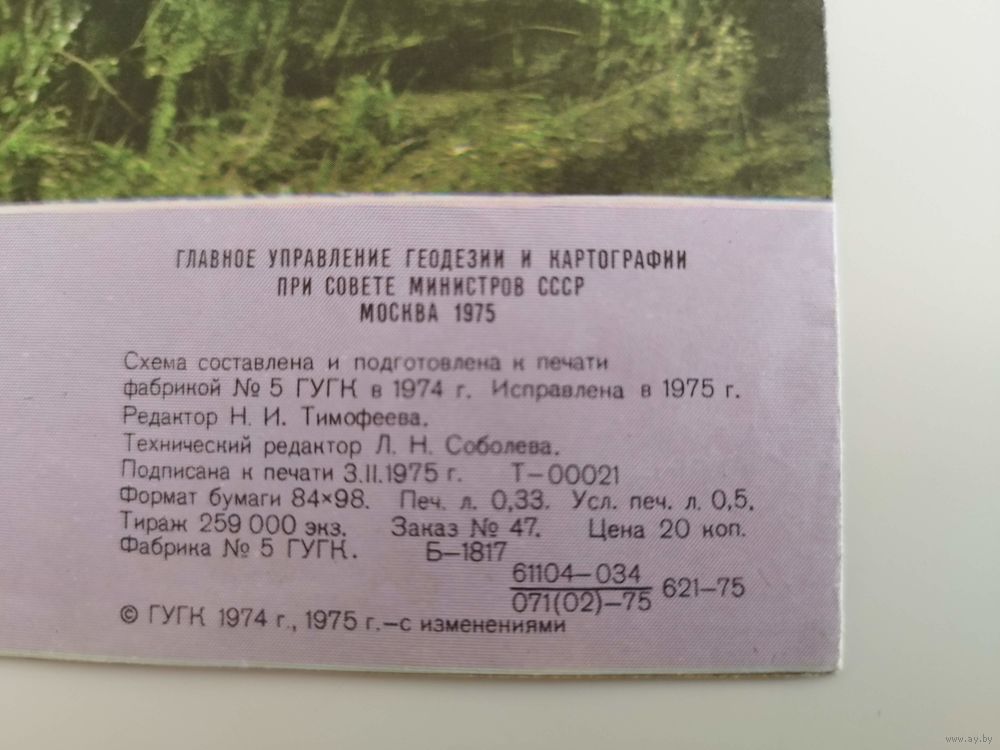 ГЛАВНОЕ УПРАВЛЕНИЕ ГЕОДЕЗИИ И КАРТОГРАФИИ
ПРИ СОВЕТЕ МИНИСТРОВ СССР
МОСКВА 1975
Схема составлена и подготовлена к печати
фабрикой № 5 ГУГК в 1974 г. Исправлена в 1975 г.
Редактор Н. И. Тимофеева.
Технический редактор Л. Н. Соболева.
Подписана к печати 3.II.1975 г. Т–00021
Формат бумаги 84×98. Печ. л. 0,33. Усл. печ. л. 0,5.
Тираж 259 000 экз. Заказ № 47. Цена 20 коп.
Фабрика № 5 ГУГК. Б–1817
61104–034
071(02)–75 621–75
© ГУГК 1974 г., 1975 г.–с изменениями
www.ay.by